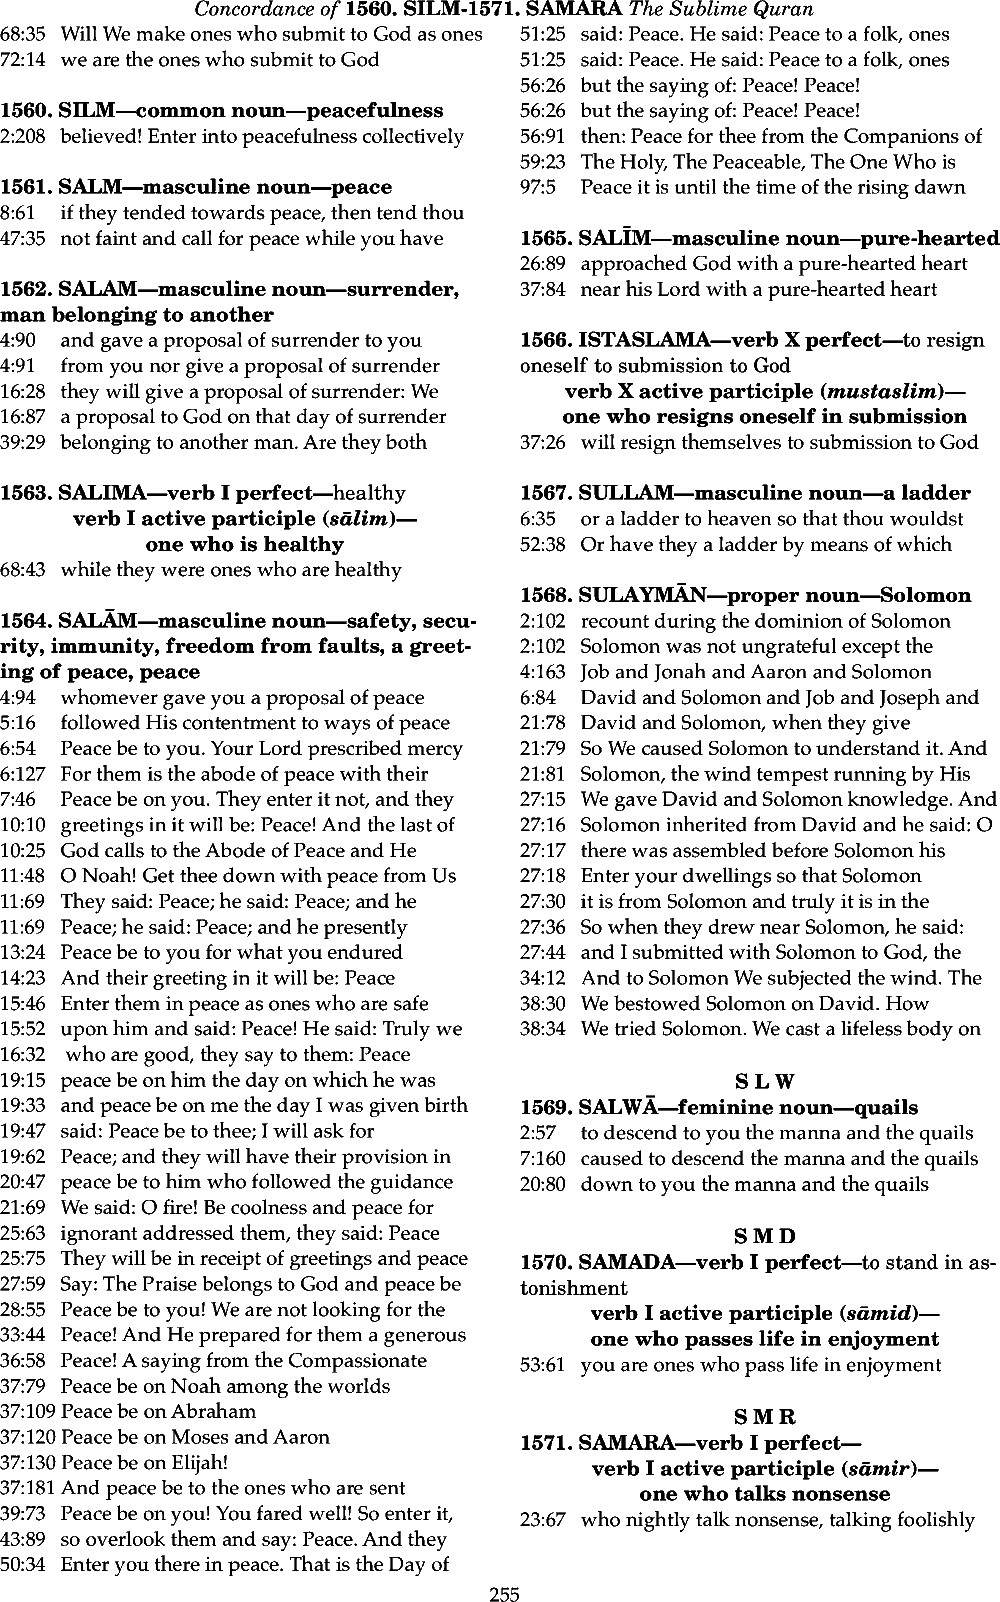 Concordance of 1560. SILM-1571. SAMARA The Sublime Quran
68:35 Will We make ones who submit to God as ones
72:14 we are the ones who submit to God
1560. SILM—common noun—peacefulness
2:208 believed! Enter into peacefulness collectively
1561. SALM—masculine noun—peace
8:61 if they tended towards peace, then tend thou
47:35 not faint and call for peace while you have
1562. SALAM—masculine noun—surrender,
man belonging to another
4:90 and gave a proposal of surrender to you
4:91 from you nor give a proposal of surrender
16:28 they will give a proposal of surrender: We
16:87 a proposal to God on that day of surrender
39:29 belonging to another man. Are they both
1563. SALIMA—verb I perfect—healthy
verb I active participle (sālim)—
one who is healthy
68:43 while they were ones who are healthy
1564. SALĀM—masculine noun—safety, secu-
rity, immunity, freedom from faults, a greet-
ing of peace, peace
4:94 whomever gave you a proposal of peace
5:16 followed His contentment to ways of peace
6:54 Peace be to you. Your Lord prescribed mercy
6:127 For them is the abode of peace with their
7:46 Peace be on you. They enter it not, and they
10:10 greetings in it will be: Peace! And the last of
10:25 God calls to the Abode of Peace and He
11:48 O Noah! Get thee down with peace from Us
11:69 They said: Peace; he said: Peace; and he
11:69 Peace; he said: Peace; and he presently
13:24 Peace be to you for what you endured
14:23 And their greeting in it will be: Peace
15:46 Enter them in peace as ones who are safe
15:52 upon him and said: Peace! He said: Truly we
16:32 who are good, they say to them: Peace
19:15 peace be on him the day on which he was
19:33 and peace be on me the day I was given birth
19:47 said: Peace be to thee; I will ask for
19:62 Peace; and they will have their provision in
20:47 peace be to him who followed the guidance
21:69 We said: O fire! Be coolness and peace for
25:63 ignorant addressed them, they said: Peace
25:75 They will be in receipt of greetings and peace
27:59 Say: The Praise belongs to God and peace be
28:55 Peace be to you! We are not looking for the
33:44 Peace! And He prepared for them a generous
36:58 Peace! A saying from the Compassionate
37:79 Peace be on Noah among the worlds
37:109 Peace be on Abraham
37:120 Peace be on Moses and Aaron
37:130 Peace be on Elijah!
37:181 And peace be to the ones who are sent
39:73 Peace be on you! You fared well! So enter it,
43:89 so overlook them and say: Peace. And they
50:34 Enter you there in peace. That is the Day of
51:25 said: Peace. He said: Peace to a folk, ones
51:25 said: Peace. He said: Peace to a folk, ones
56:26 but the saying of: Peace! Peace!
56:26 but the saying of: Peace! Peace!
56:91 then: Peace for thee from the Companions of
59:23 The Holy, The Peaceable, The One Who is
97:5 Peace it is until the time of the rising dawn
1565. SALĪM—masculine noun—pure-hearted
26:89 approached God with a pure-hearted heart
37:84 near his Lord with a pure-hearted heart
1566. ISTASLAMA—verb X perfect—to resign
oneself to submission to God
verb X active participle (mustaslim)—
one who resigns oneself in submission
37:26 will resign themselves to submission to God
1567. SULLAM—masculine noun—a ladder
6:35 or a ladder to heaven so that thou wouldst
52:38 Or have they a ladder by means of which
1568. SULAYMĀN—proper noun—Solomon
2:102 recount during the dominion of Solomon
2:102 Solomon was not ungrateful except the
4:163 Job and Jonah and Aaron and Solomon
6:84 David and Solomon and Job and Joseph and
21:78 David and Solomon, when they give
21:79 So We caused Solomon to understand it. And
21:81 Solomon, the wind tempest running by His
27:15 We gave David and Solomon knowledge. And
27:16 Solomon inherited from David and he said: O
27:17 there was assembled before Solomon his
27:18 Enter your dwellings so that Solomon
27:30 it is from Solomon and truly it is in the
27:36 So when they drew near Solomon, he said:
27:44 and I submitted with Solomon to God, the
34:12 And to Solomon We subjected the wind. The
38:30 We bestowed Solomon on David. How
38:34 We tried Solomon. We cast a lifeless body on
S L W
1569. SALWĀ—feminine noun—quails
2:57 to descend to you the manna and the quails
7:160 caused to descend the manna and the quails
20:80 down to you the manna and the quails
S M D
1570. SAMADA—verb I perfect—to stand in as-
tonishment
verb I active participle (sāmid)—
one who passes life in enjoyment
53:61 you are ones who pass life in enjoyment
S M R
1571. SAMARA—verb I perfect—
verb I active participle (sāmir)—
one who talks nonsense
23:67 who nightly talk nonsense, talking foolishly
255